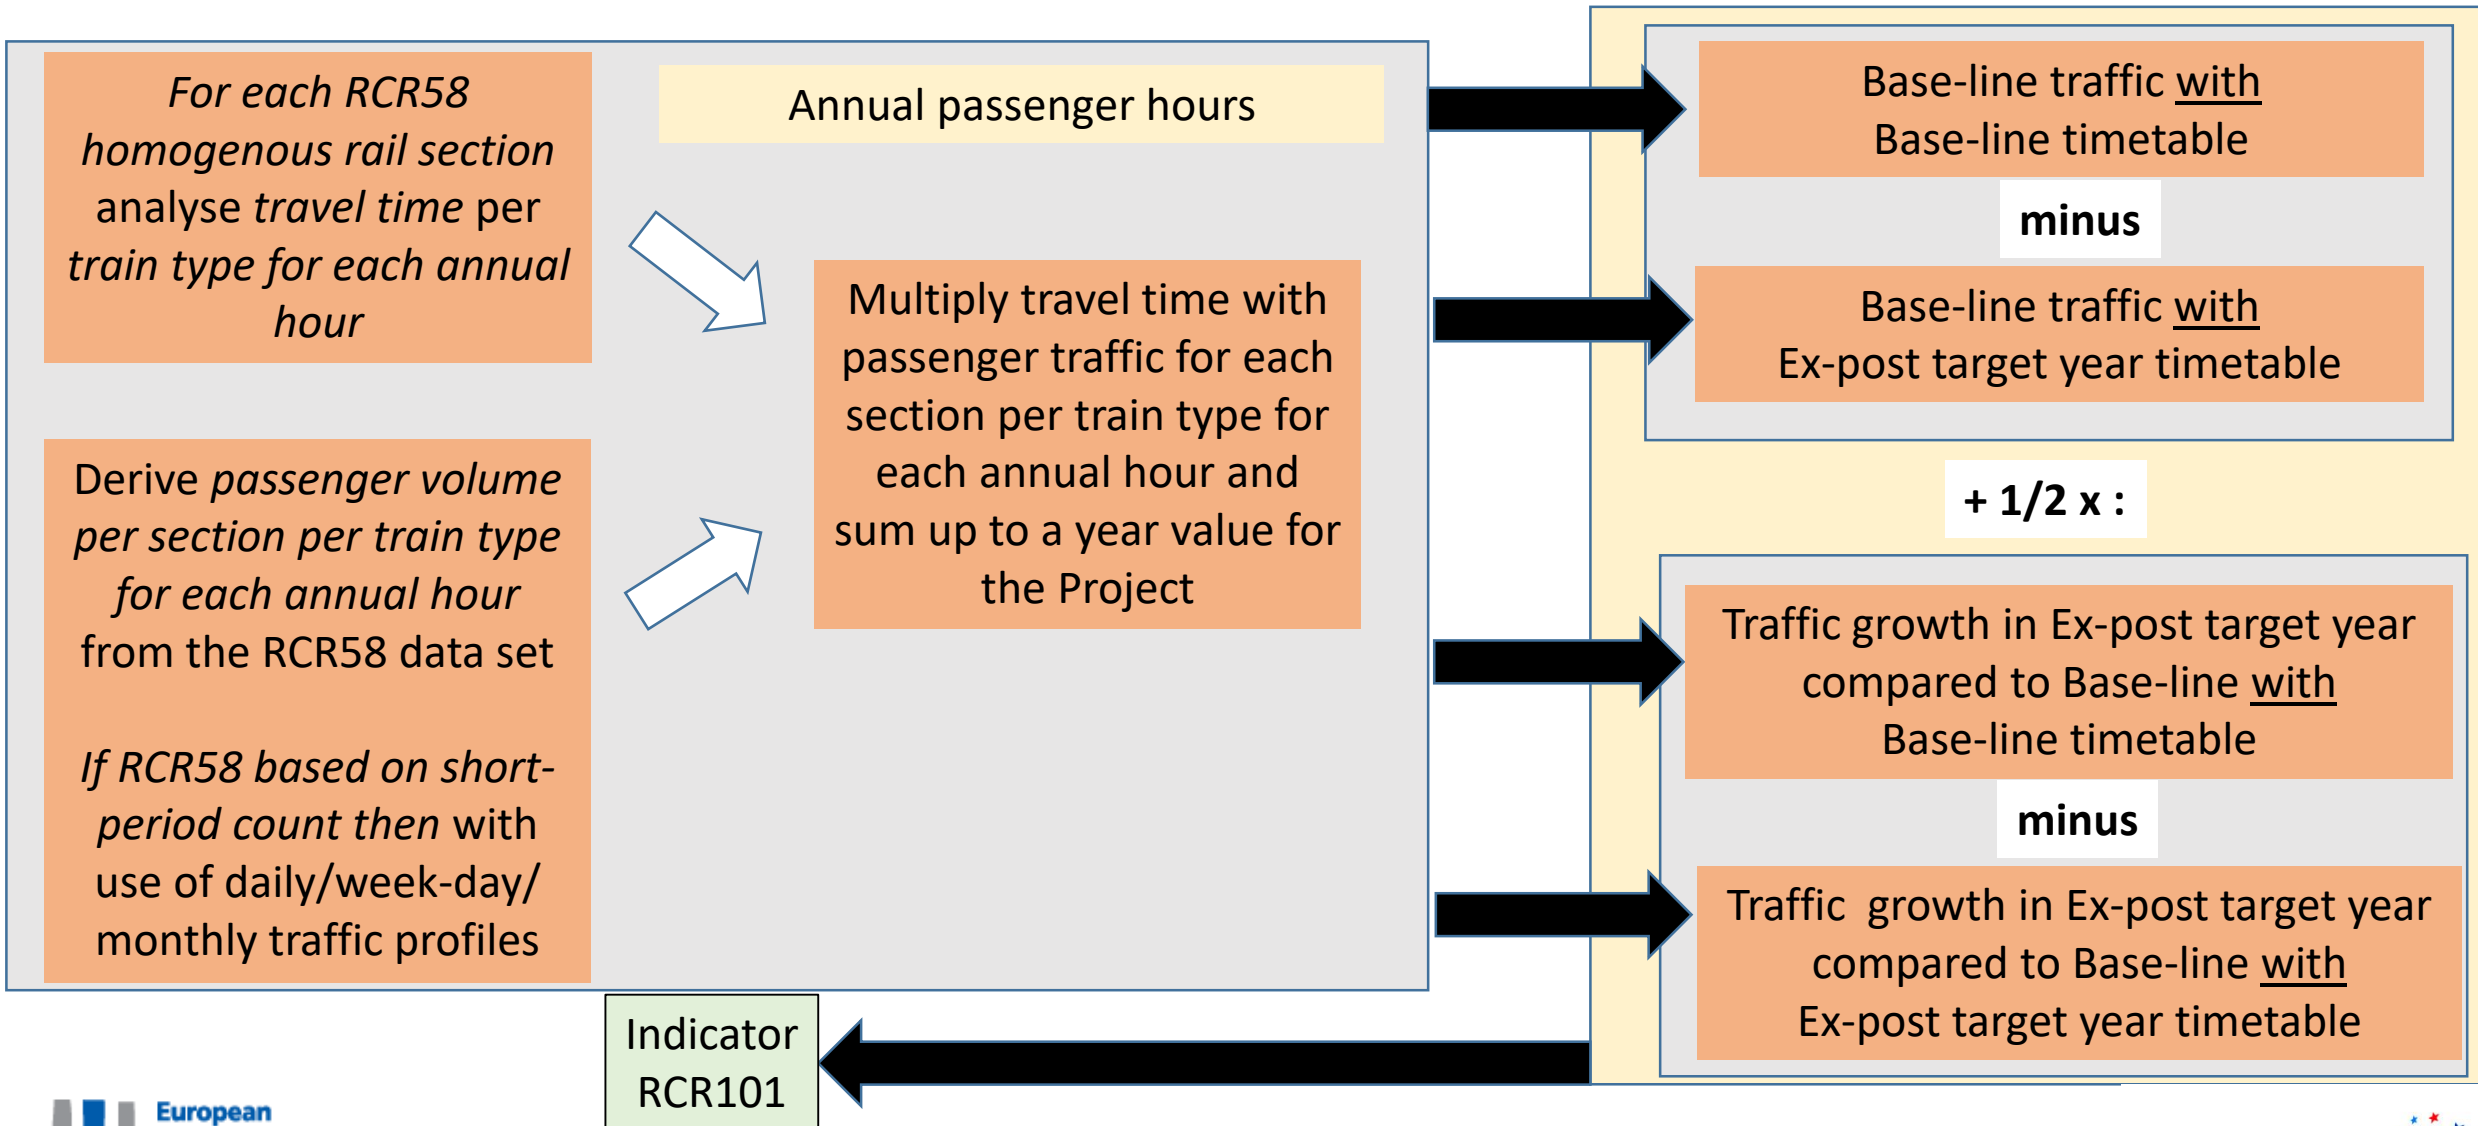 For each RCR58
homogenous rail section
analyse travel time per
train type for each annual
hour
Derive passenger volume
per section per train type
for each annual hour
from the RCR58 data set
If RCR58 based on short-
period count then with
use of daily/week-day/
monthly traffic profiles
Annual passenger hours
Multiply travel time with
passenger traffic for each
section per train type for
each annual hour and
sum up to a year value for
the Project
Base-line traffic with
Base-line timetable
minus
Base-line traffic with
Ex-post target year timetable
+ 1/2 x :
Traffic growth in Ex-post target year
compared to Base-line with
Base-line timetable
minus
Traffic growth in Ex-post target year
compared to Base-line with
Ex-post target year timetable
Indicator
RCR101
European